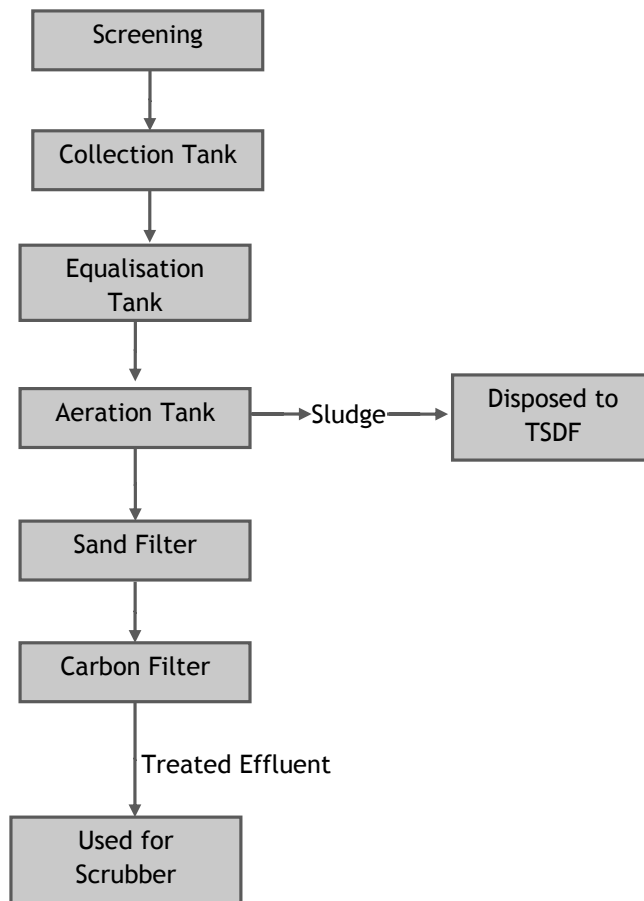 Screening
Collection Tank
Equalisation
Tank
Aeration Tank
Sludge
Disposed to
TSDF
Sand Filter
Carbon Filter
Treated Effluent
Used for
Scrubber